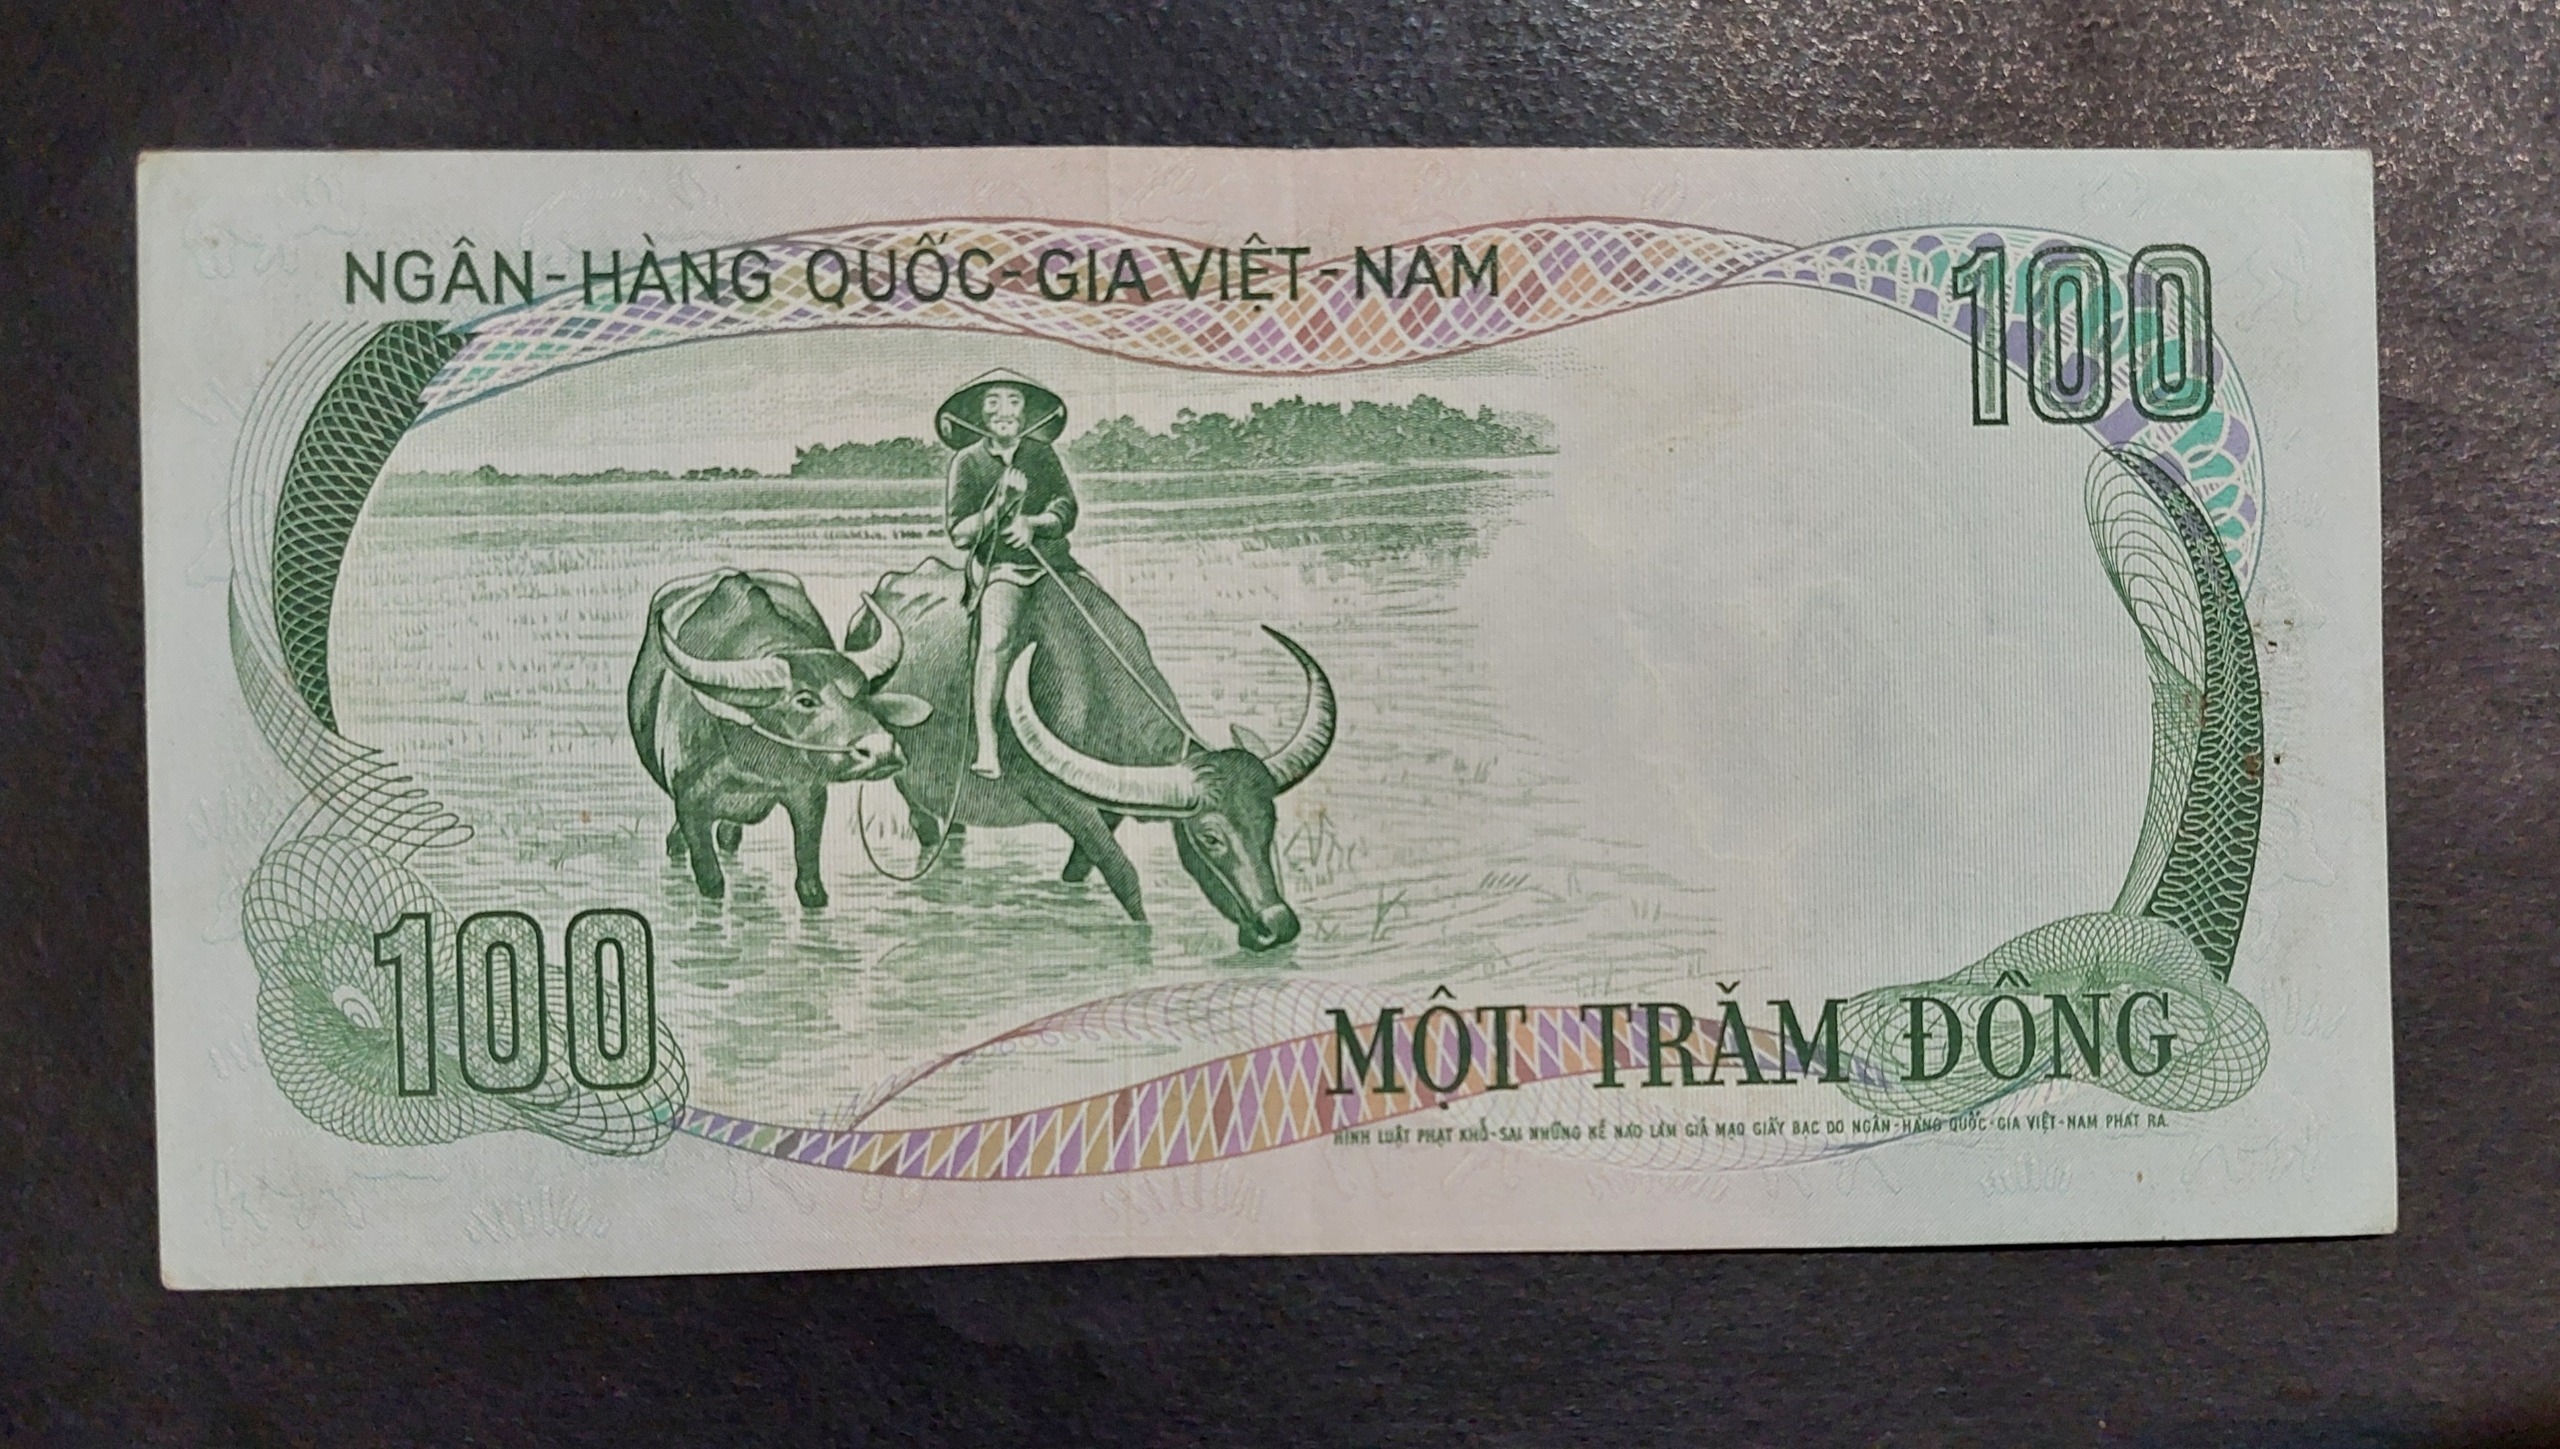 NGÂN-HÀNG QUỐC-GIA VIỆT-NAM
100
100
MỘT TRĂM ĐỒNG
HÌNH LUẬT PHẠT KHỔ-SAI NHỮNG KẺ NÀO LÀM GIẢ MẠO GIẤY BẠC DO NGÂN-HÀNG QUỐC-GIA VIỆT-NAM PHÁT RA.